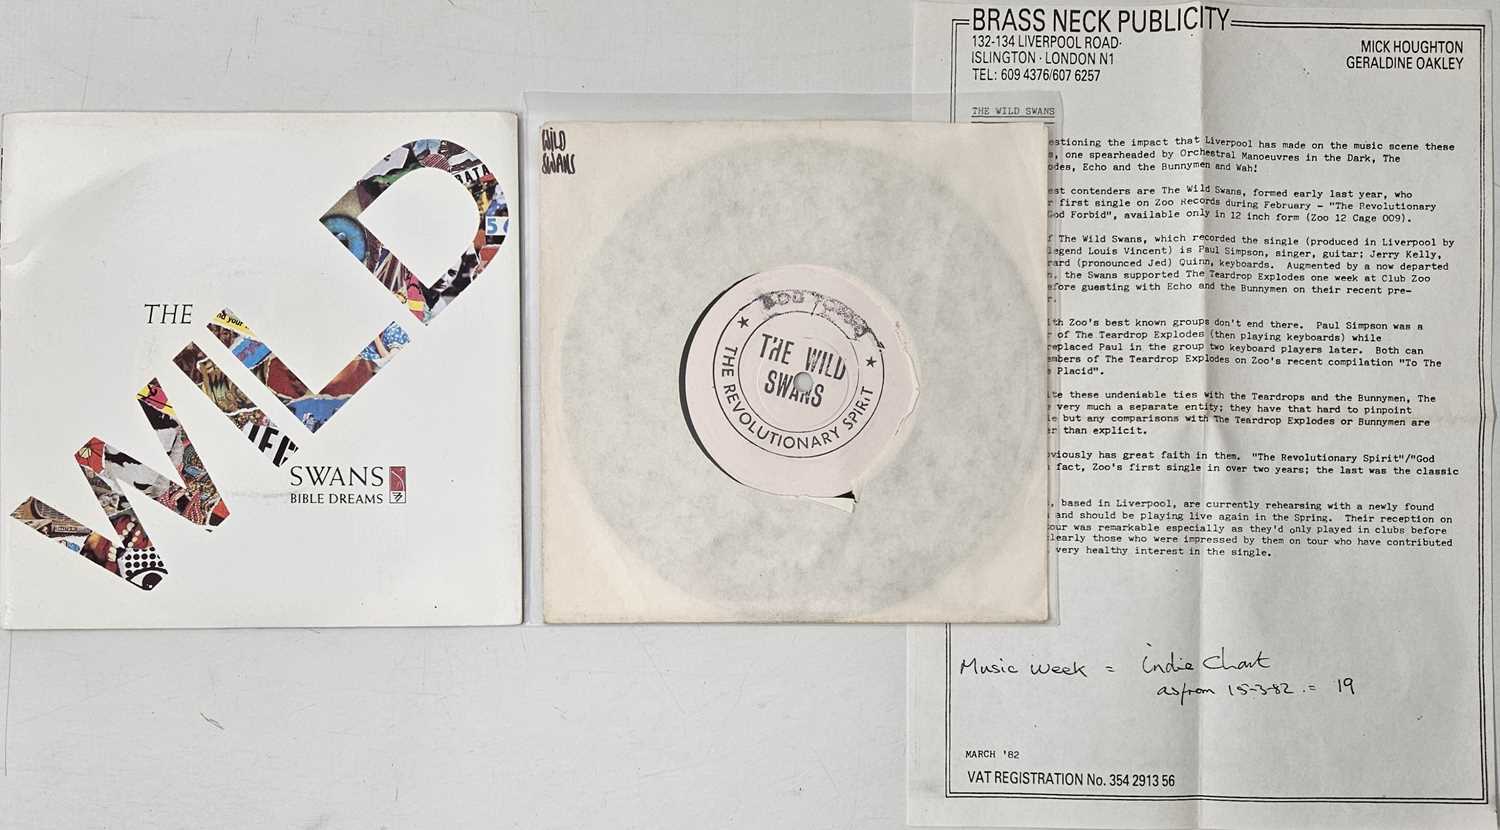 THE
WILD
SWANS
BIBLE DREAMS
WILD
SWANS
THE WILD
SWANS
THE REVOLUTIONARY SPIRIT
BRASS NECK PUBLICITY
132-134 LIVERPOOL ROAD·
ISLINGTON · LONDON N1
TEL: 609 4376/607 6257
MICK HOUGHTON
GERALDINE OAKLEY
THE WILD SWANS
estioning the impact that Liverpool has made on the music scene these
s, one spearheaded by Orchestral Manoeuvres in the Dark, The
odes, Echo and the Bunnymen and Wah!
est contenders are The Wild Swans, formed early last year, who
r first single on Zoo Records during February - "The Revolutionary
God Forbid", available only in 12 inch form (Zoo 12 Cage 009).
f The Wild Swans, which recorded the single (produced in Liverpool by
legend Louis Vincent) is Paul Simpson, singer, guitar; Jerry Kelly,
rard (pronounced Jed) Quinn, keyboards. Augmented by a now departed
, the Swans supported The Teardrop Explodes one week at Club Zoo
efore guesting with Echo and the Bunnymen on their recent pre-
r.
ith Zoo's best known groups don't end there. Paul Simpson was a
r of The Teardrop Explodes (then playing keyboards) while
replaced Paul in the group two keyboard players later. Both can
embers of The Teardrop Explodes on Zoo's recent compilation "To The
e Placid".
ite these undeniable ties with the Teardrops and the Bunnymen, The
e very much a separate entity; they have that hard to pinpoint
le but any comparisons with The Teardrop Explodes or Bunnymen are
er than explicit.
viously has great faith in them. "The Revolutionary Spirit"/"God
fact, Zoo's first single in over two years; the last was the classic
, based in Liverpool, are currently rehearsing with a newly found
and should be playing live again in the Spring. Their reception on
our was remarkable especially as they'd only played in clubs before
learly those who were impressed by them on tour who have contributed
very healthy interest in the single.
Music Week = indie Chart
as from 15-3-82 = 19
MARCH '82
VAT REGISTRATION No. 354 2913 56